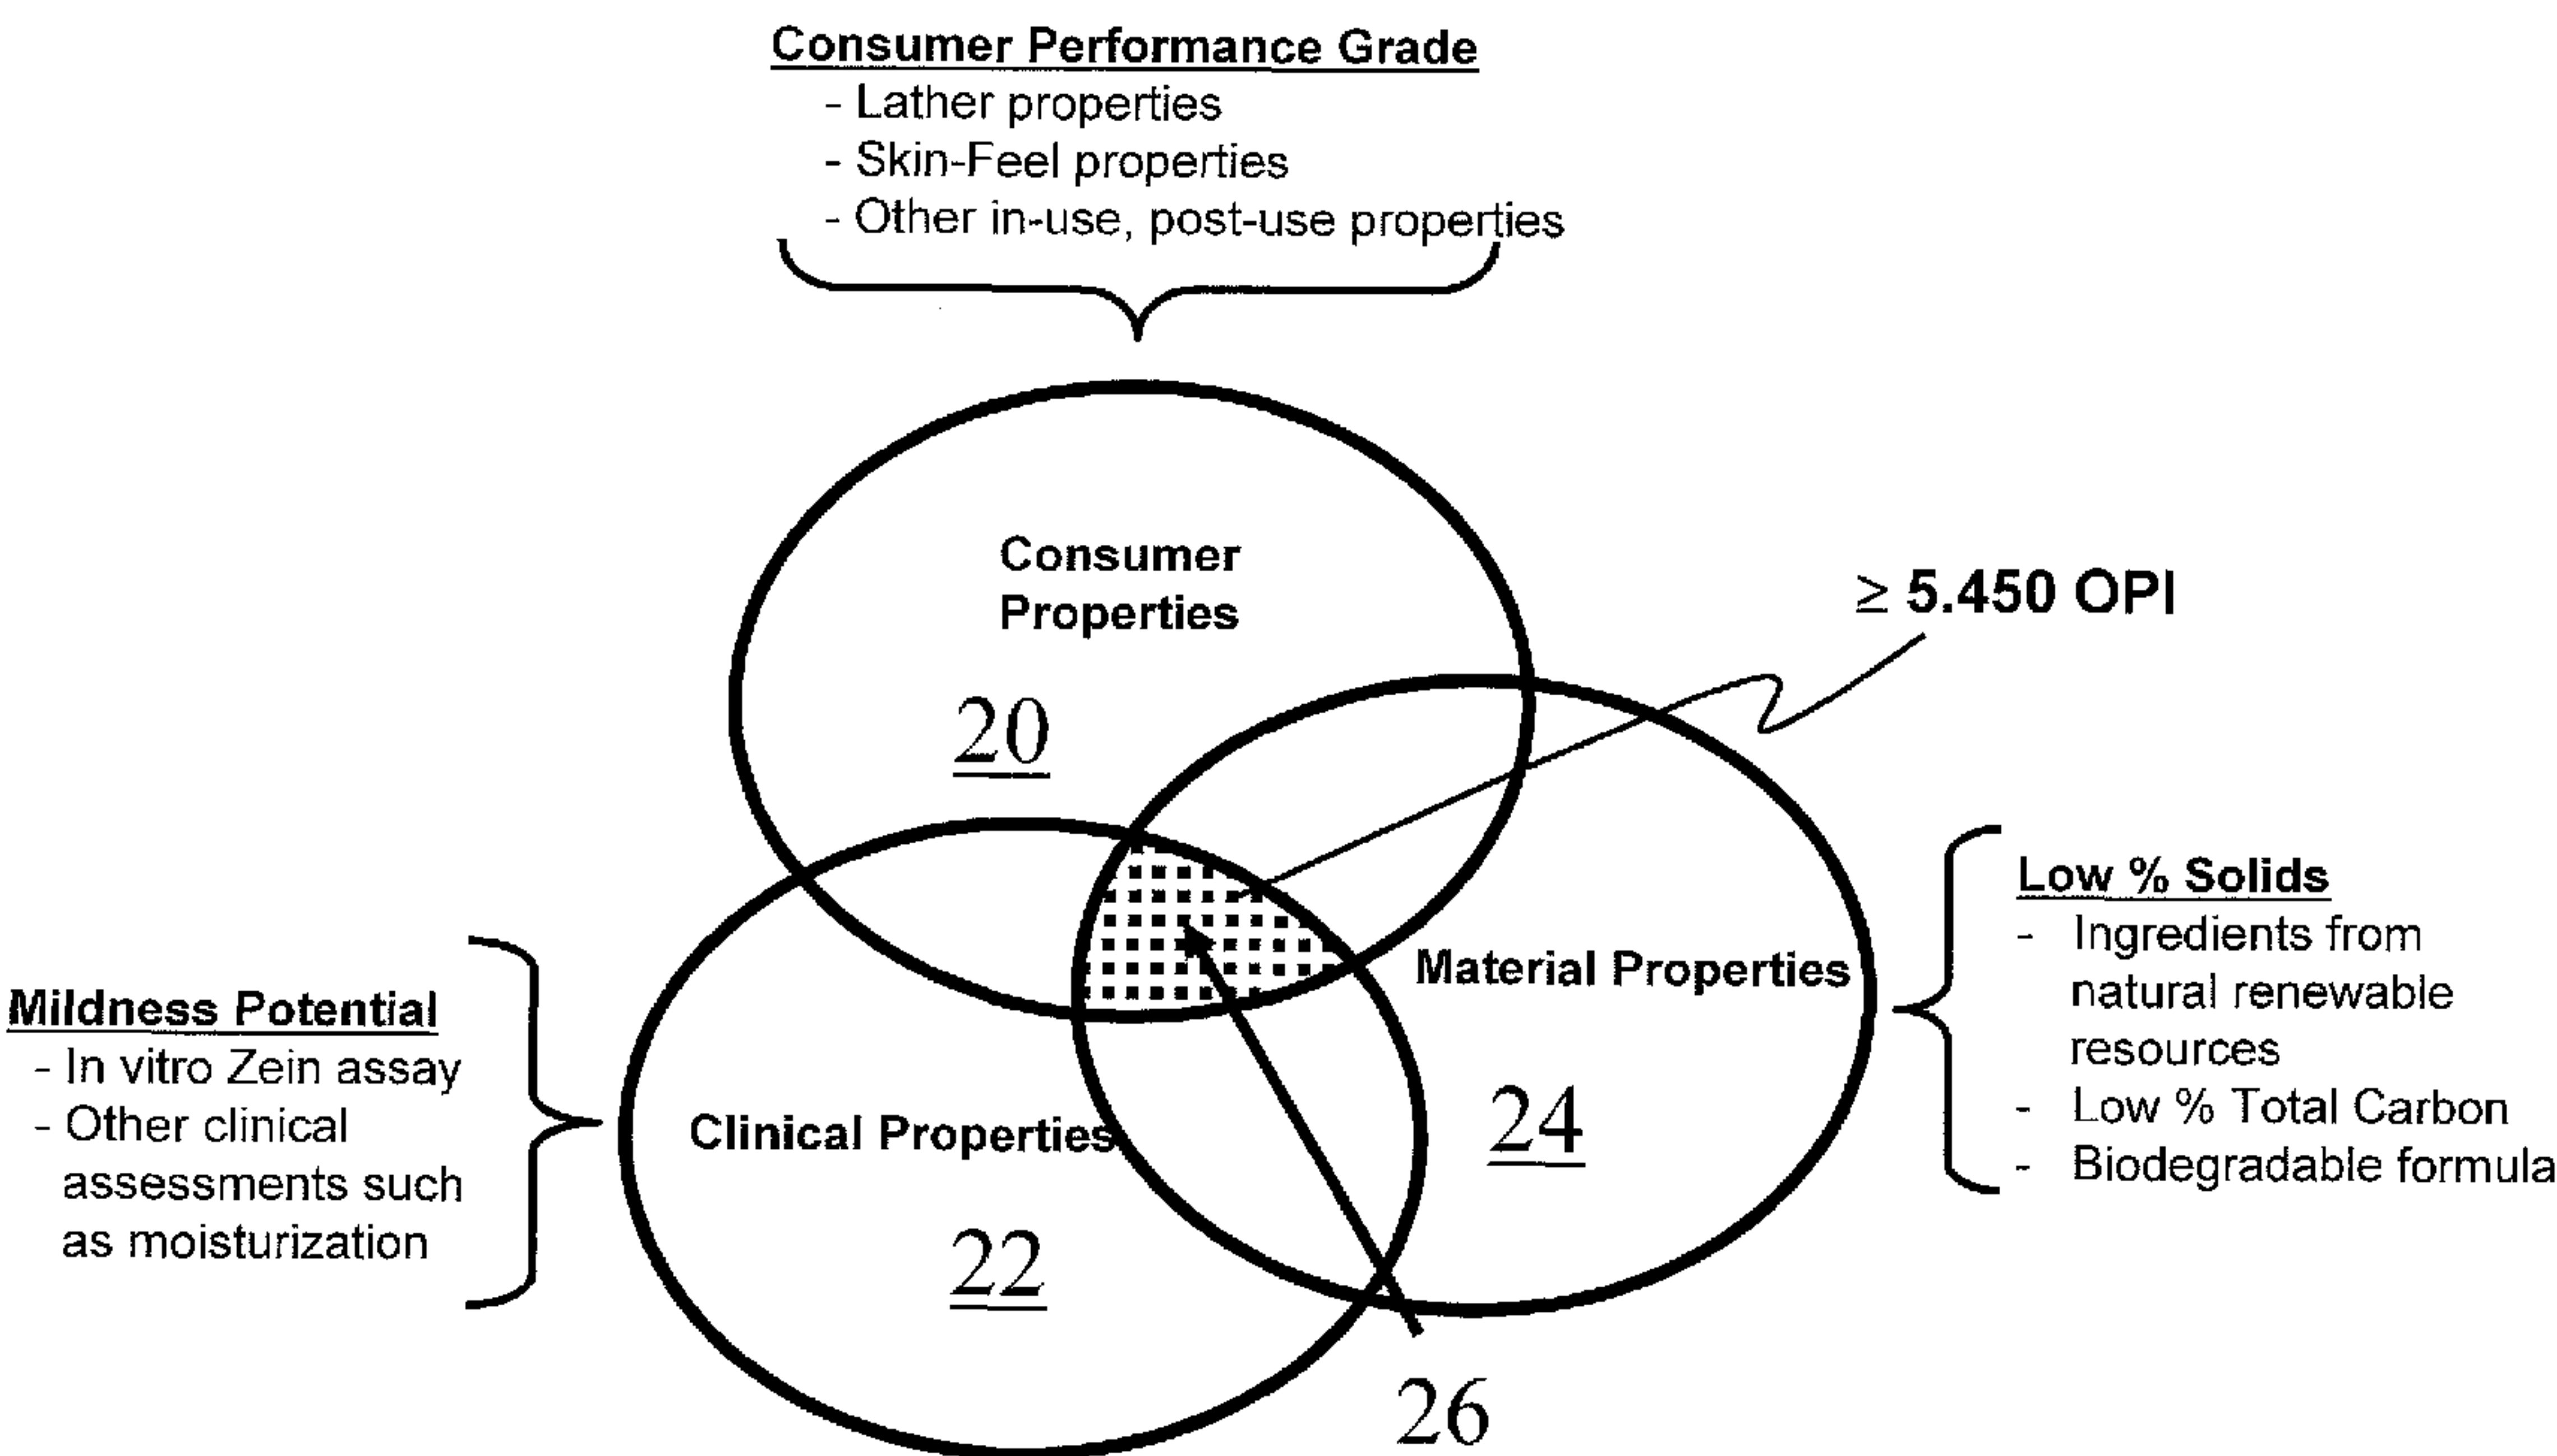 Consumer Performance Grade
- Lather properties
- Skin-Feel properties
- Other in-use, post-use properties
Consumer
Properties
20
≥ 5.450 OPI
Mildness Potential
- In vitro Zein assay
- Other clinical
assessments such
as moisturization
Clinical Properties
22
Material Properties
24
Low % Solids
- Ingredients from
natural renewable
resources
- Low % Total Carbon
- Biodegradable formula
26